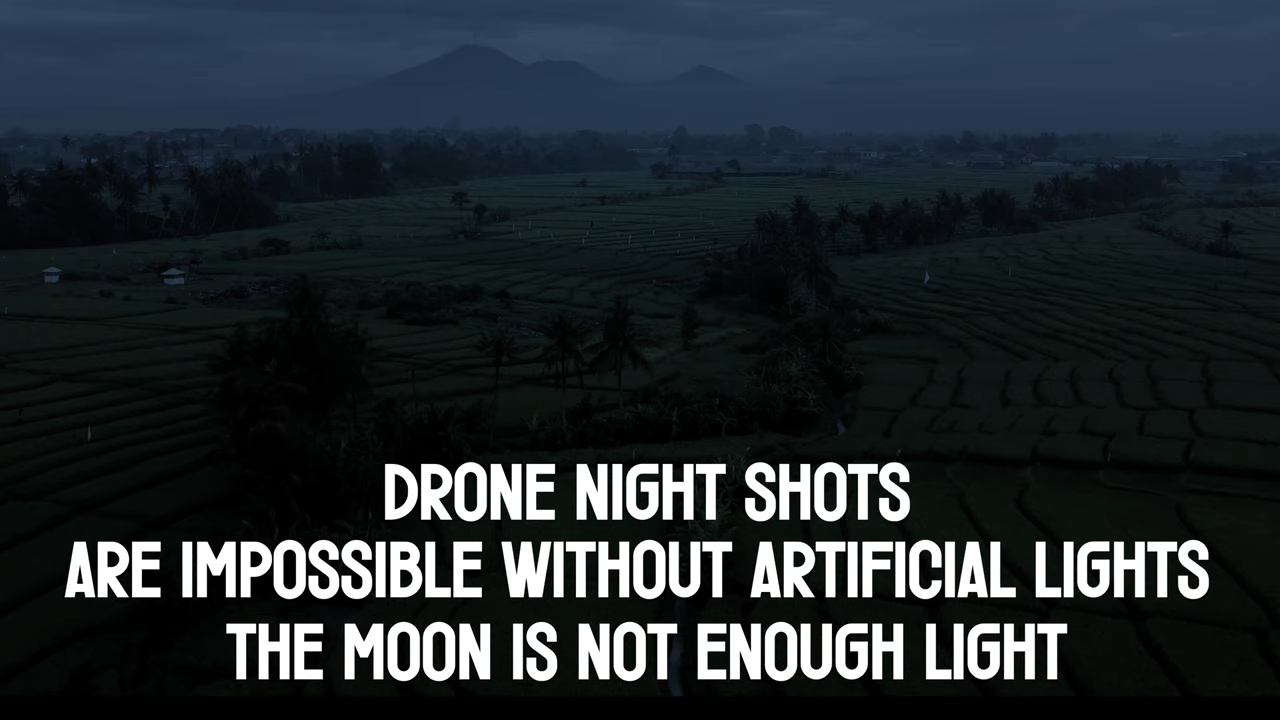 DRONE NIGHT SHOTS
ARE IMPOSSIBLE WITHOUT ARTIFICIAL LIGHTS
THE MOON IS NOT ENOUGH LIGHT